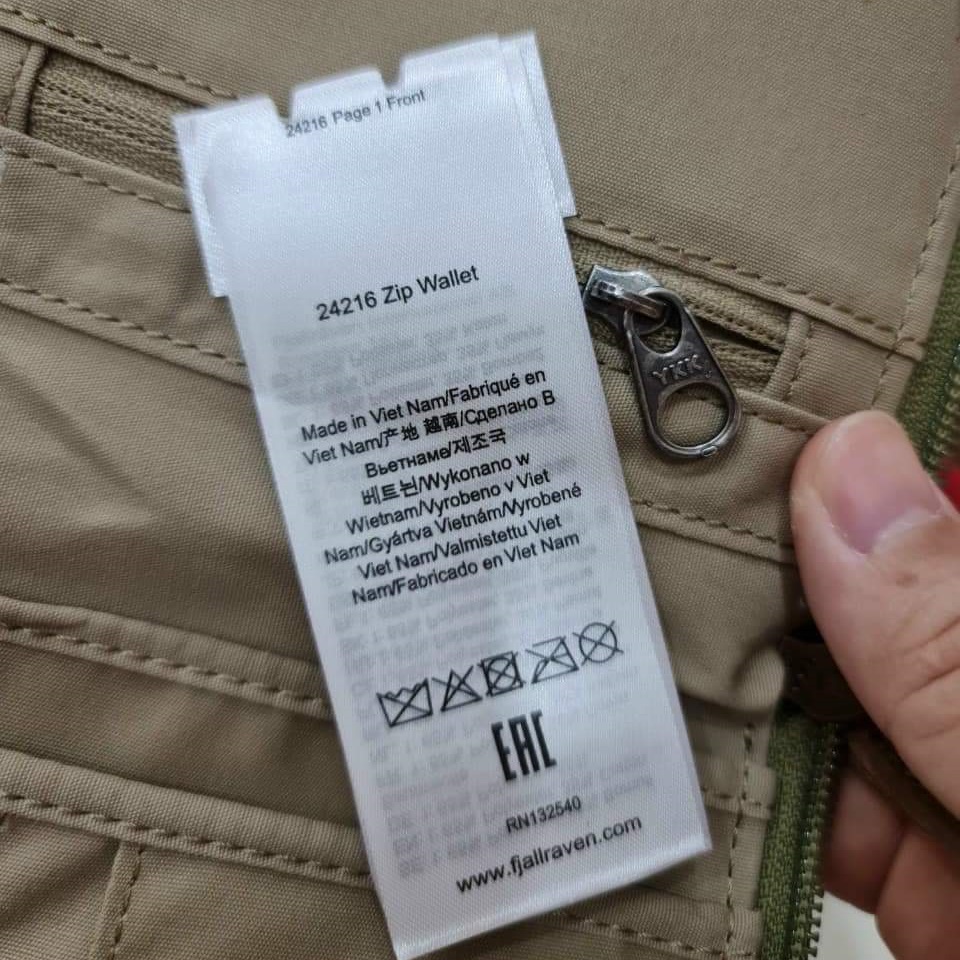 24216 Page 1 Front
24216 Zip Wallet
Made in Viet Nam/Fabriqué en
Viet Nam/产地 越南/Сделано В
Вьетнаме/제조국
베트남/Wykonano w
Wietnam/Vyrobeno v Viet
Nam/Gyártva Vietnám/Vyrobené
Viet Nam/Valmistettu Viet
Nam/Fabricado en Viet Nam
EAC
RN132540
www.fjallraven.com
YKK